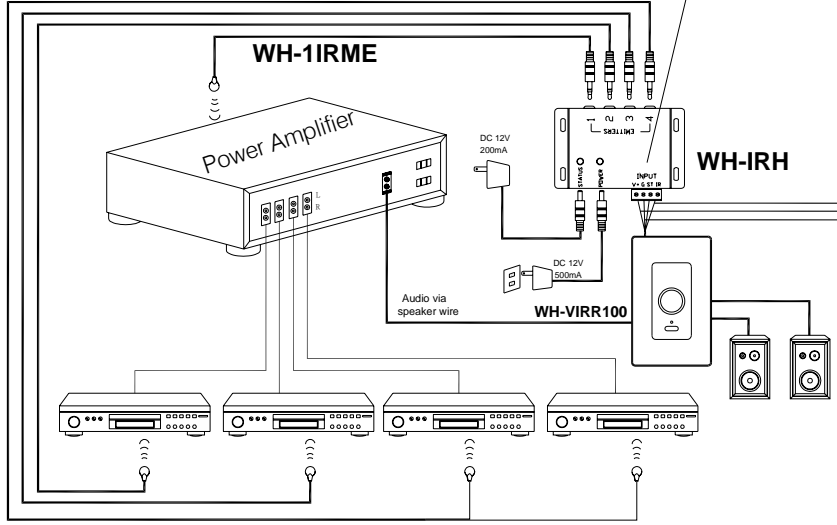 WH-1IRME
Power Amplifier
L
R
DC 12V
200mA
1 2 3 4
EMITTERS
STATUS
POWER
INPUT
V+ G ST IR
WH-IRH
DC 12V
500mA
Audio via
speaker wire
WH-VIRR100